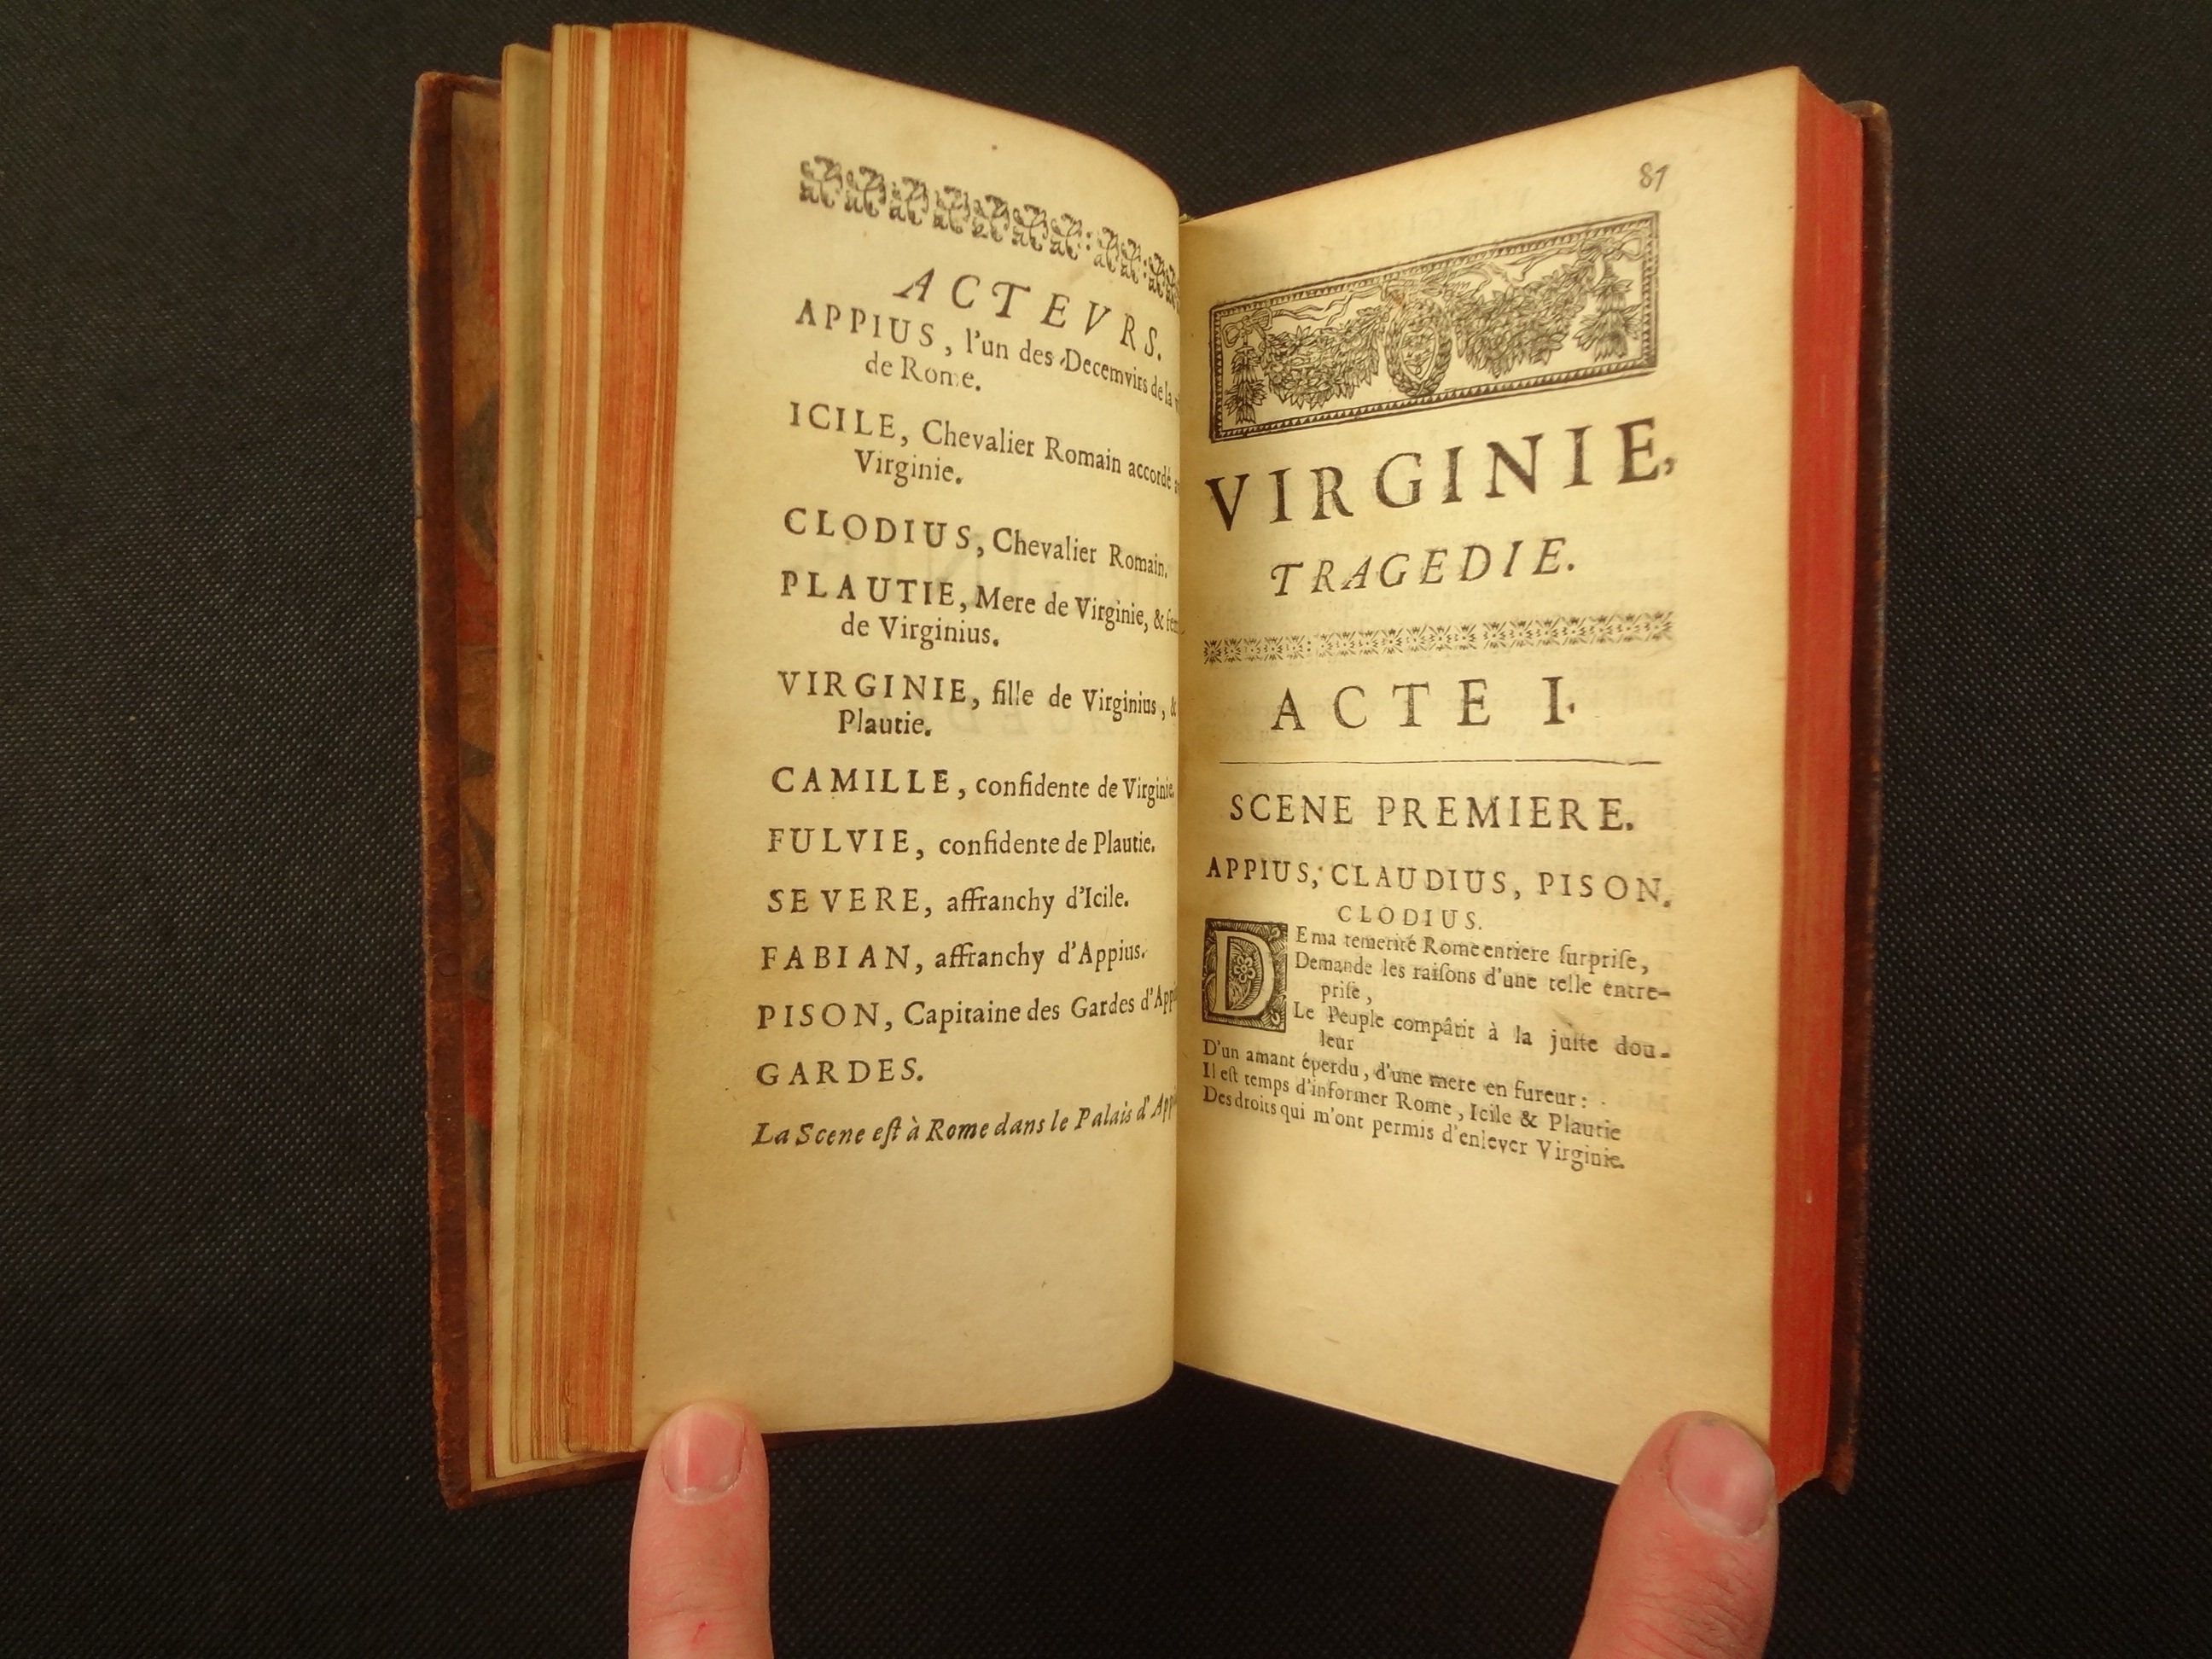 ACTEVRS.
APPIUS, l'un des Decemvirs de la
de Rome.
ICILE, Chevalier Romain accordé
Virginie.
CLODIUS, Chevalier Romain.
PLAUTIE, Mere de Virginie, &
de Virginius.
VIRGINIE, fille de Virginius, &
Plautie.
CAMILLE, confidente de Virginie.
FULVIE, confidente de Plautie.
SEVERE, affranchy d'Icile.
FABIAN, affranchy d'Appius.
PISON, Capitaine des Gardes d'App
GARDES.
La Scene eſt à Rome dans le Palais d'App
81
VIRGINIE,
TRAGEDIE.
ACTE I.
SCENE PREMIERE.
APPIUS, CLAUDIUS, PISON.
CLODIUS.
DE ma temerité Rome entiere ſurpriſe,
Demande les raiſons d'une telle entre-
priſe,
Le Peuple compâtit à la juſte dou-
leur
D'un amant éperdu, d'une mere en fureur:
Il eſt temps d'informer Rome, Icile & Plautie
Des droits qui m'ont permis d'enlever Virginie.